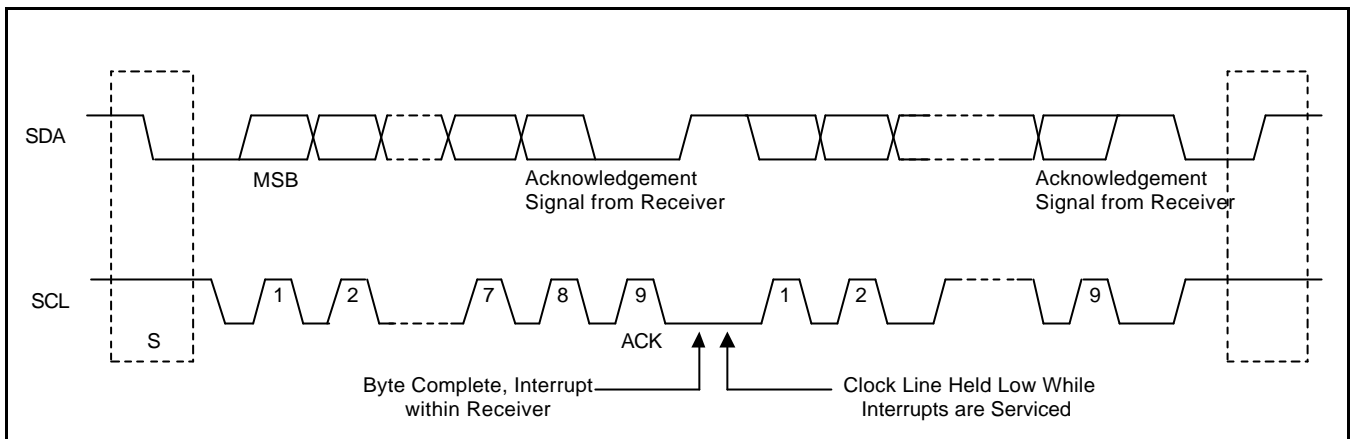 SDA
MSB
Acknowledgement
Signal from Receiver
Acknowledgement
Signal from Receiver
SCL
1
2
7
8
9
1
2
9
S
ACK
Byte Complete, Interrupt
within Receiver
Clock Line Held Low While
Interrupts are Serviced